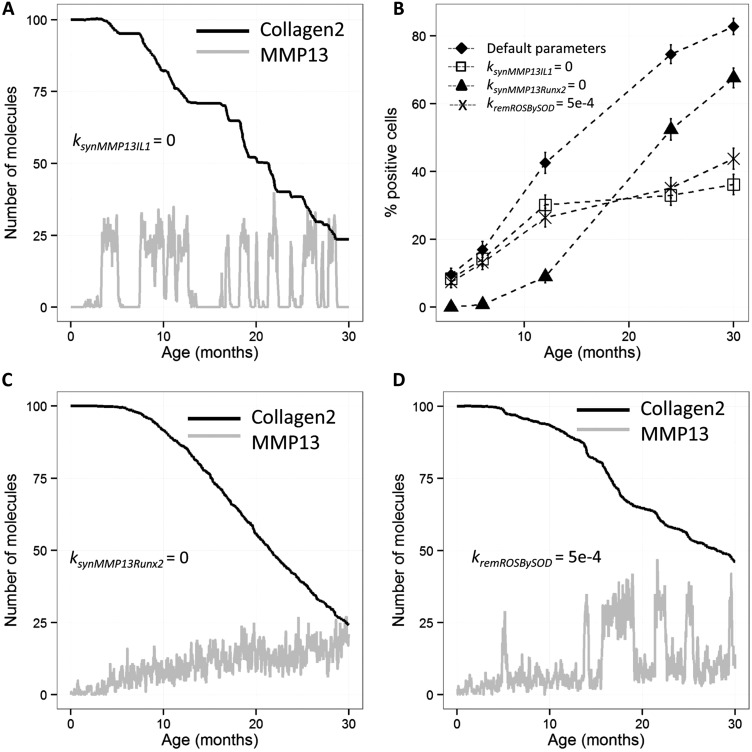 A
Collagen2
MMP13
k_synMMP13IL1 = 0
Number of molecules
100
75
50
25
0
0 10 20 30
Age (months)
B
Default parameters
k_synMMP13IL1 = 0
k_synMMP13Runx2 = 0
k_remROSBySOD = 5e-4
% positive cells
80
60
40
20
0
10 20 30
Age (months)
C
Collagen2
MMP13
k_synMMP13Runx2 = 0
Number of molecules
100
75
50
25
0
0 10 20 30
Age (months)
D
Collagen2
MMP13
k_remROSBySOD = 5e-4
Number of molecules
100
75
50
25
0
0 10 20 30
Age (months)